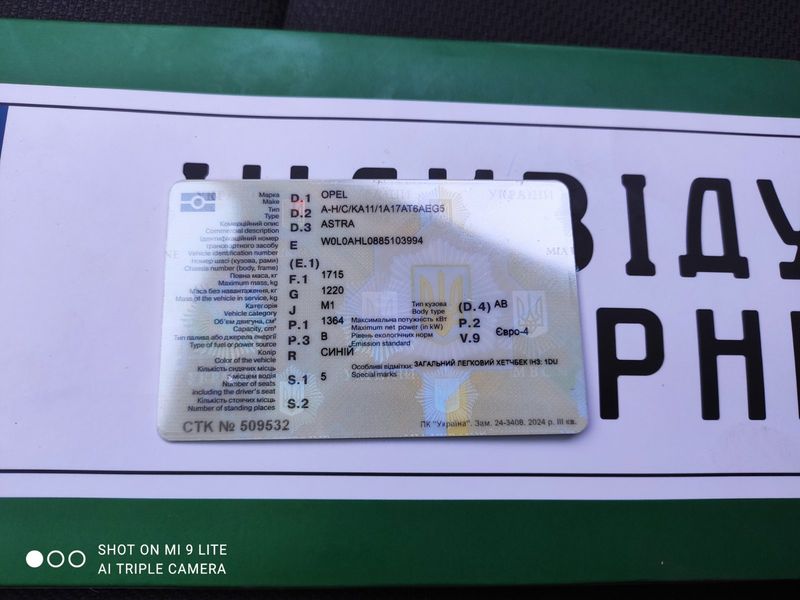 ВІДУ
РН
УКРАЇНИ
Марка D.1 OPEL
Make
Тип D.2 A-H/C/KA11/1A17AT6AEG5
Type
Комерційний опис D.3 ASTRA
Commercial description
Ідентифікаційний номер
транспортного засобу E W0L0AHL0885103994
Vehicle identification number
Номер шасі (кузова, рами) (E.1)
Chassis number (body, frame)
Повна маса, кг F.1 1715
Maximum mass, kg
Маса без навантаження, кг G 1220
Mass of the vehicle in service, kg
Категорія J M1 Тип кузова (D.4) AB
Vehicle category Body type
Об'єм двигуна, см³ P.1 1364 Максимальна потужність кВт P.2
Capacity, cm³ Maximum net power (in kW)
Тип палива або джерела енергії P.3 B Рівень екологічних норм V.9 Євро-4
Type of fuel or power source Emission standard
Колір R СИНІЙ
Color of the vehicle
Особливі відмітки: ЗАГАЛЬНИЙ ЛЕГКОВИЙ ХЕТЧБЕК ІНЗ: 1DU
Special marks
Кількість сидячих місць
з місцем водія S.1 5
Number of seats
including the driver's seat
Кількість стоячих місць S.2
Number of standing places
СТК № 509532
ПК "Україна". Зам. 24-3408. 2024 р. III кв.
SHOT ON MI 9 LITE
AI TRIPLE CAMERA